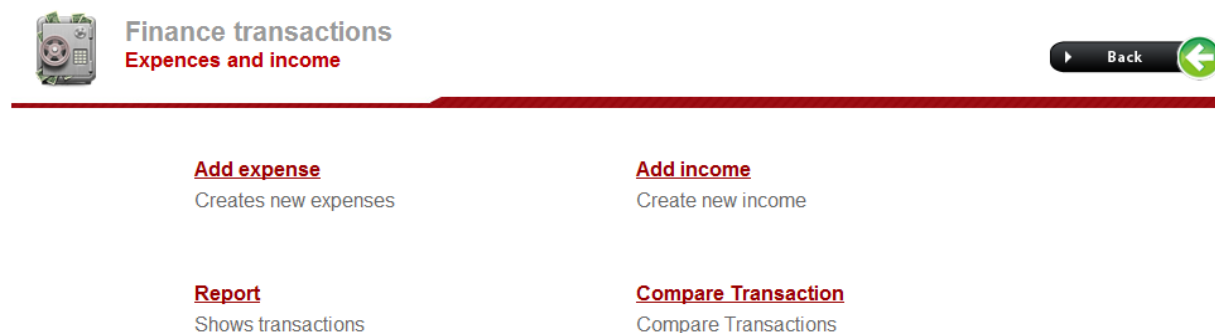 Finance transactions
Expences and income
Back
Add expense
Creates new expenses
Add income
Create new income
Report
Shows transactions
Compare Transaction
Compare Transactions